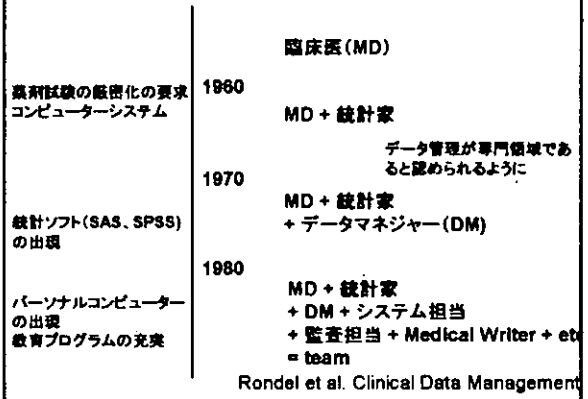 臨床医(MD)
1960
薬剤試験の厳密化の要求
コンピューターシステム
MD + 統計家
データ管理が専門領域であ
ると認められるように
1970
MD + 統計家
+ データマネジャー(DM)
統計ソフト(SAS、SPSS)
の出現
1980
MD + 統計家
+ DM + システム担当
+ 監査担当 + Medical Writer + etc
= team
パーソナルコンピューター
の出現
教育プログラムの充実
Rondel et al. Clinical Data Management